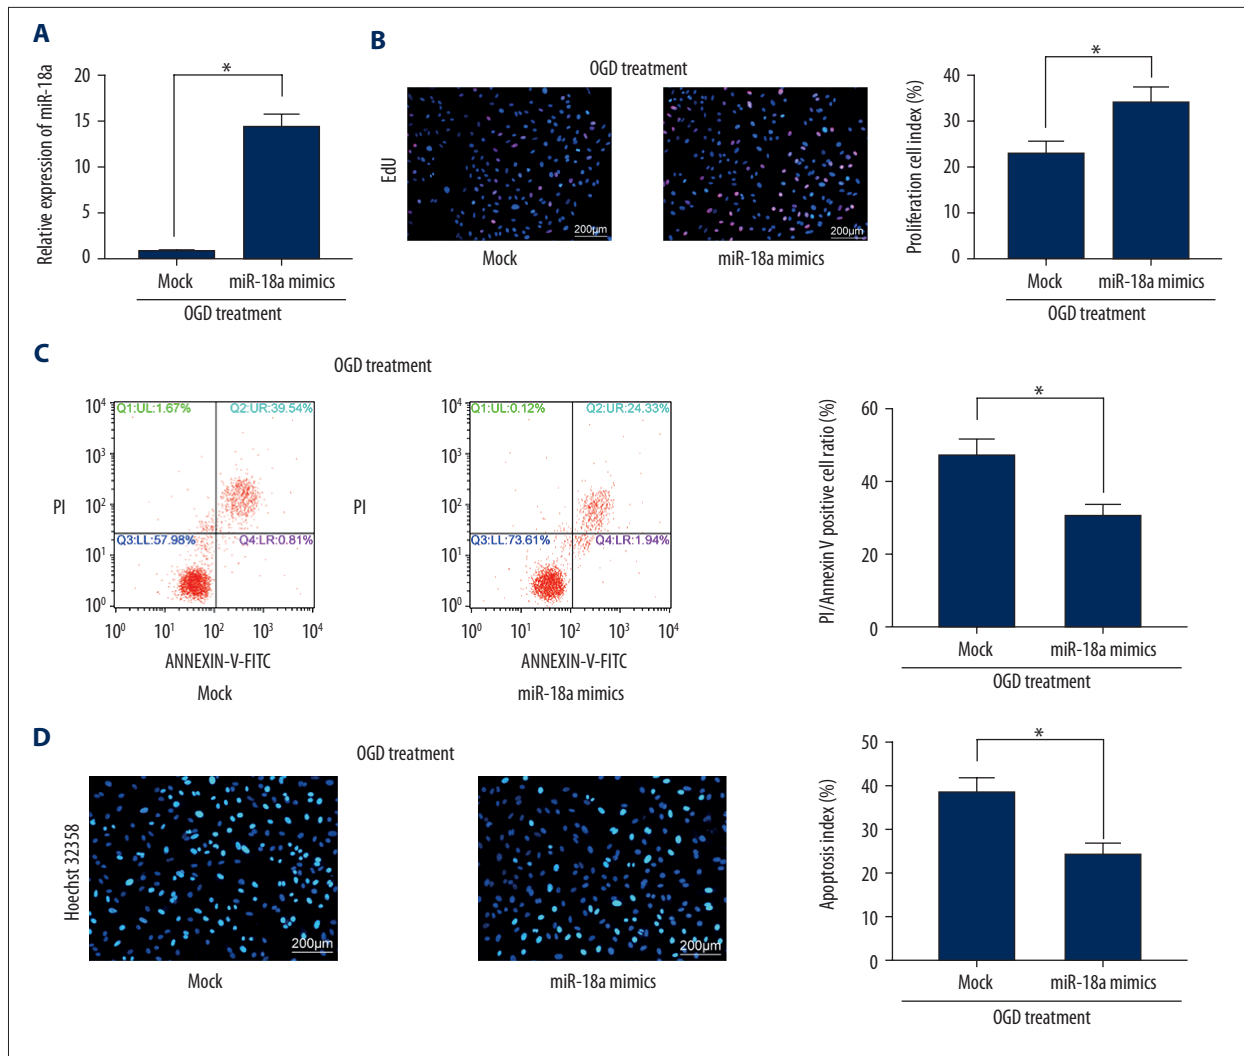 A
Relative expression of miR-18a
20
15
10
5
0
*
Mock
miR-18a mimics
OGD treatment
B
OGD treatment
EdU
200µm
200µm
Mock
miR-18a mimics
Proliferation cell index (%)
40
30
20
10
0
*
Mock
miR-18a mimics
OGD treatment
C
OGD treatment
PI
10⁴
10³
10²
10¹
10⁰
Q1:UL:1.67%
Q2:UR:39.54%
Q3:LL:57.98%
Q4:LR:0.81%
10⁰ 10¹ 10² 10³ 10⁴
ANNEXIN-V-FITC
Mock
PI
10⁴
10³
10²
10¹
10⁰
Q1:UL:0.12%
Q2:UR:24.33%
Q3:LL:73.61%
Q4:LR:1.94%
10⁰ 10¹ 10² 10³ 10⁴
ANNEXIN-V-FITC
miR-18a mimics
PI/Annexin V positive cell ratio (%)
60
40
20
0
*
Mock
miR-18a mimics
OGD treatment
D
OGD treatment
Hoechst 32358
200µm
200µm
Mock
miR-18a mimics
Apoptosis index (%)
50
40
30
20
10
0
*
Mock
miR-18a mimics
OGD treatment